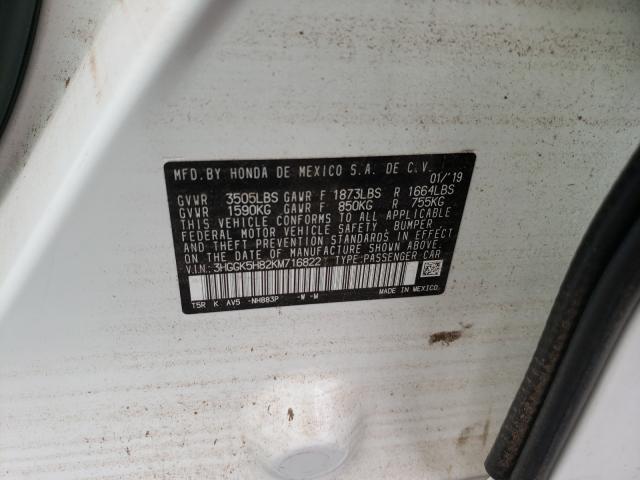 MFD.BY HONDA DE MEXICO S.A. DE C.V.
01/'19
GVWR 3505LBS GAWR F 1873LBS R 1664LBS
GVWR 1590KG GAWR F 850KG R 755KG
THIS VEHICLE CONFORMS TO ALL APPLICABLE
FEDERAL MOTOR VEHICLE SAFETY, BUMPER
AND THEFT PREVENTION STANDARDS IN EFFECT
ON THE DATE OF MANUFACTURE SHOWN ABOVE.
V.I.N.: 3HGGK5H82KM716822 TYPE:PASSENGER CAR
T5R K AV5 -NH883P -W -W MADE IN MEXICO